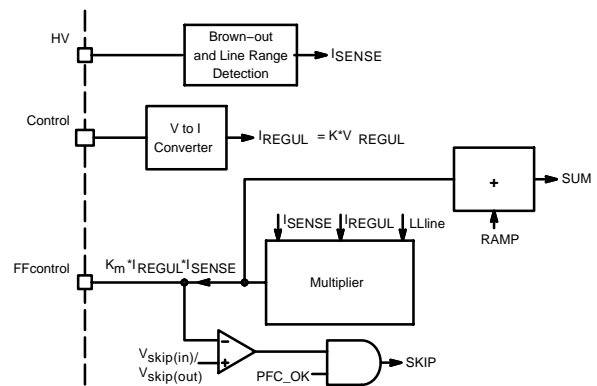 HV
Brown-out
and Line Range
Detection
ISENSE
Control
V to I
Converter
IREGUL = K*V REGUL
+
SUM
RAMP
ISENSE IREGUL LLline
FFcontrol
Km*IREGUL*ISENSE
Multiplier
-
+
Vskip(in)/
Vskip(out)
PFC_OK
SKIP